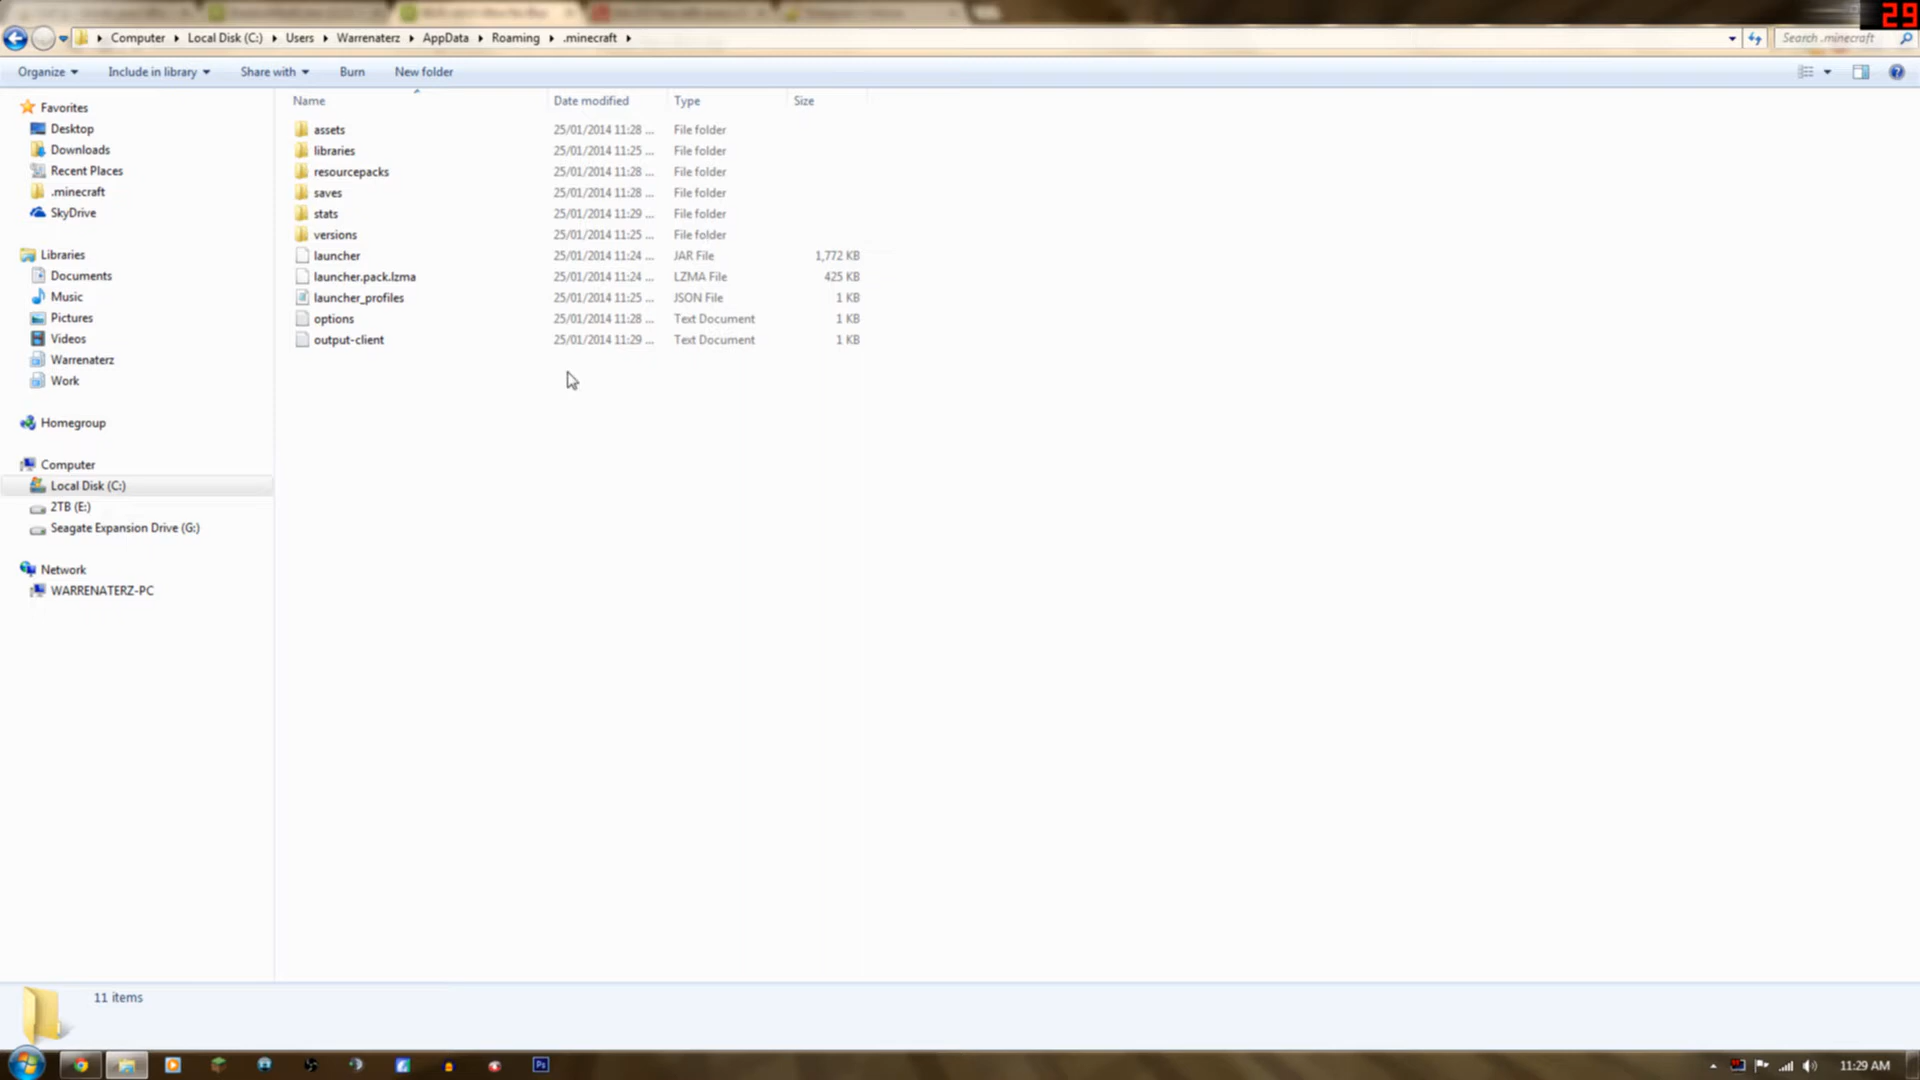 29
Computer Local Disk (C:) Users Warrenaterz AppData Roaming .minecraft
Search .minecraft
Organize Include in library Share with Burn New folder
Name Date modified Type Size
Favorites
Desktop
Downloads
Recent Places
.minecraft
SkyDrive
Libraries
Documents
Music
Pictures
Videos
Warrenaterz
Work
Homegroup
Computer
Local Disk (C:)
2TB (E:)
Seagate Expansion Drive (G:)
Network
WARRENATERZ-PC
assets 25/01/2014 11:28 ... File folder
libraries 25/01/2014 11:25 ... File folder
resourcepacks 25/01/2014 11:28 ... File folder
saves 25/01/2014 11:28 ... File folder
stats 25/01/2014 11:29 ... File folder
versions 25/01/2014 11:25 ... File folder
launcher 25/01/2014 11:24 ... JAR File 1,772 KB
launcher.pack.lzma 25/01/2014 11:24 ... LZMA File 425 KB
launcher_profiles 25/01/2014 11:25 ... JSON File 1 KB
options 25/01/2014 11:28 ... Text Document 1 KB
output-client 25/01/2014 11:29 ... Text Document 1 KB
11 items
Ps
11:29 AM